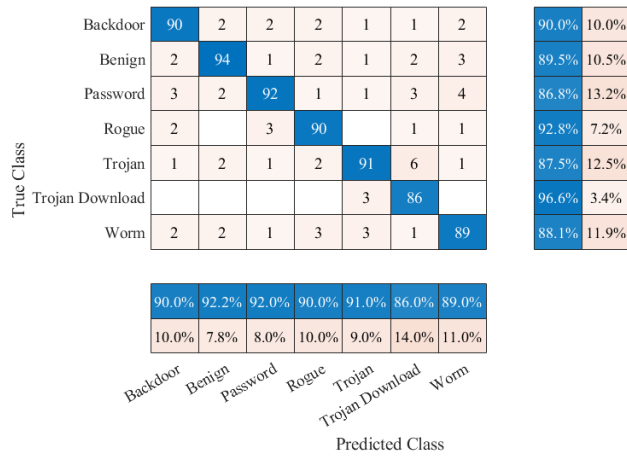 Backdoor 90 2 2 2 1 1 2 90.0% 10.0%
Benign 2 94 1 2 1 2 3 89.5% 10.5%
Password 3 2 92 1 1 3 4 86.8% 13.2%
Rogue 2 3 90 1 1 92.8% 7.2%
Trojan 1 2 1 2 91 6 1 87.5% 12.5%
Trojan Download 3 86 96.6% 3.4%
Worm 2 2 1 3 3 1 89 88.1% 11.9%
True Class
90.0% 92.2% 92.0% 90.0% 91.0% 86.0% 89.0%
10.0% 7.8% 8.0% 10.0% 9.0% 14.0% 11.0%
Backdoor Benign Password Rogue Trojan Trojan Download Worm
Predicted Class